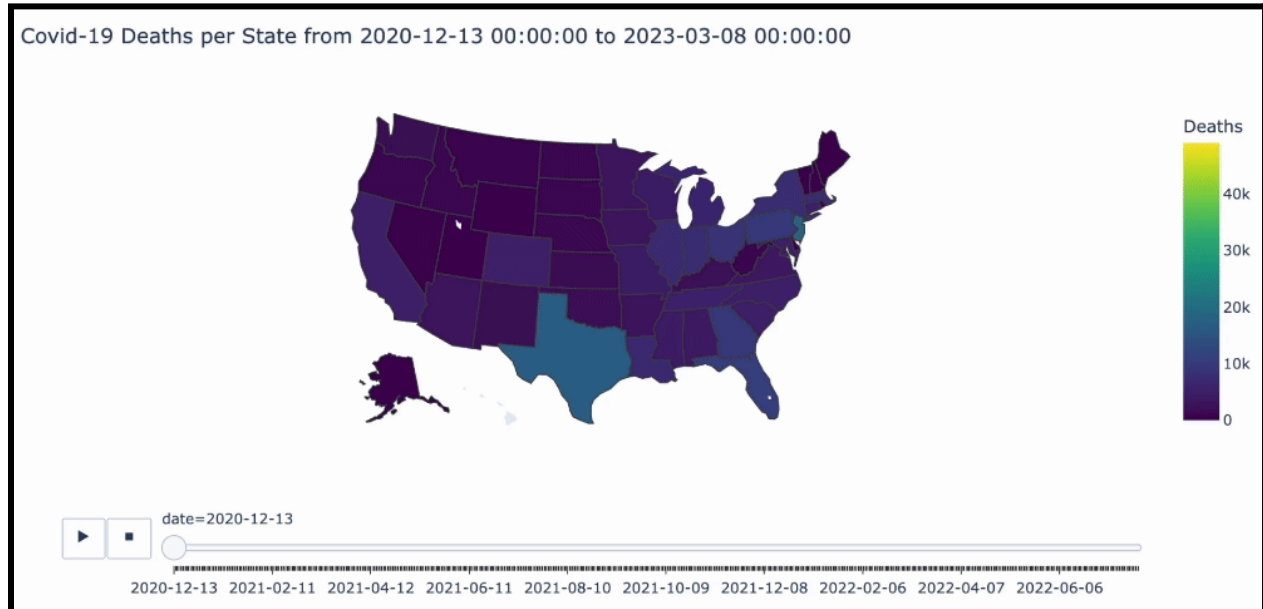 Covid-19 Deaths per State from 2020-12-13 00:00:00 to 2023-03-08 00:00:00
Deaths
40k
30k
20k
10k
0
date=2020-12-13
2020-12-13 2021-02-11 2021-04-12 2021-06-11 2021-08-10 2021-10-09 2021-12-08 2022-02-06 2022-04-07 2022-06-06